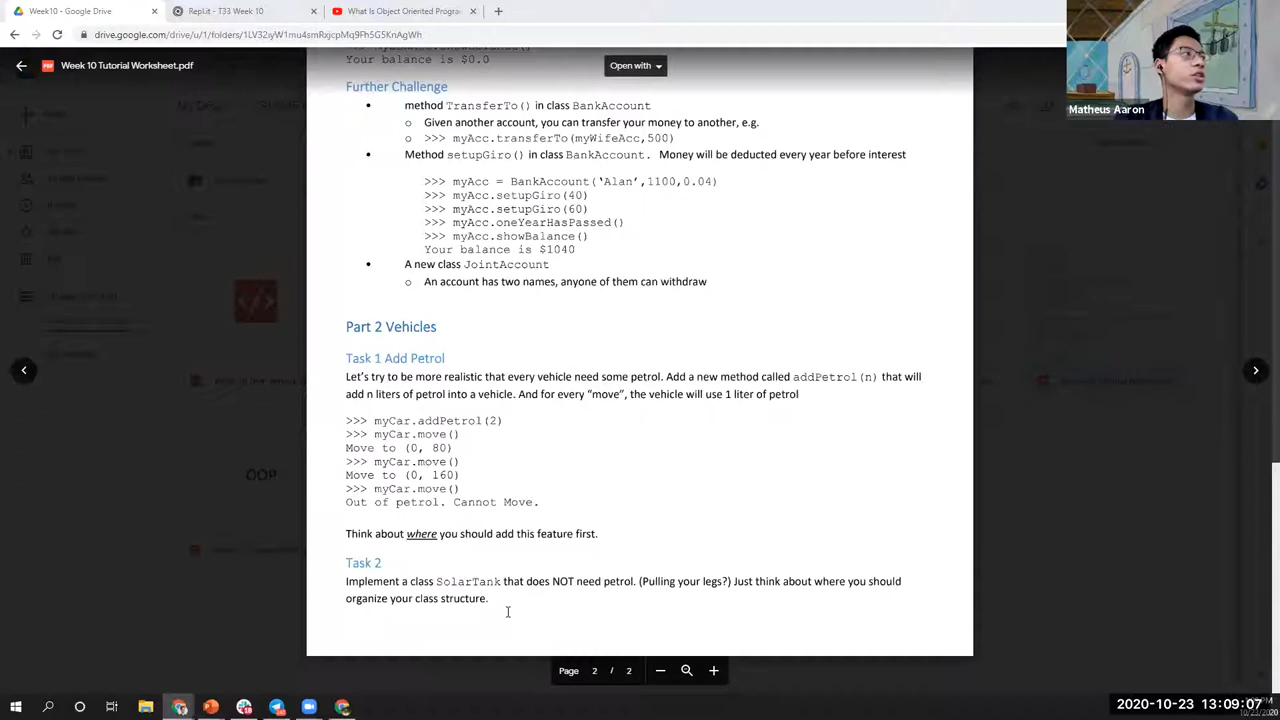 Week10 - Google Drive
Repl.it - T33 Week 10
What Is Object Oriented Progra
drive.google.com/drive/u/1/folders/
Week 10 Tutorial Worksheet.pdf
Open with
Matheus Aaron
Your balance is $0.0
Further Challenge
• method TransferTo() in class BankAccount
o Given another account, you can transfer your money to another, e.g.
o >>> myAcc.transferTo(myWifeAcc,500)
• Method setupGiro() in class BankAccount. Money will be deducted every year before interest
>>> myAcc = BankAccount('Alan',1100,0.04)
>>> myAcc.setupGiro(40)
>>> myAcc.setupGiro(60)
>>> myAcc.oneYearHasPassed()
>>> myAcc.showBalance()
Your balance is $1040
• A new class JointAccount
o An account has two names, anyone of them can withdraw
Part 2 Vehicles
Task 1 Add Petrol
Let's try to be more realistic that every vehicle need some petrol. Add a new method called addPetrol(n) that will
add n liters of petrol into a vehicle. And for every “move”, the vehicle will use 1 liter of petrol
>>> myCar.addPetrol(2)
>>> myCar.move()
Move to (0, 80)
>>> myCar.move()
Move to (0, 160)
>>> myCar.move()
Out of petrol. Cannot Move.
Think about where you should add this feature first.
Task 2
Implement a class SolarTank that does NOT need petrol. (Pulling your legs?) Just think about where you should
organize your class structure.
OOP
Page 2 / 2
2020-10-23 13:09:07